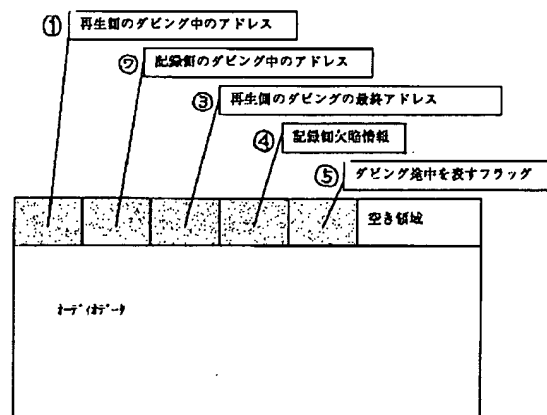 ① 再生側のダビング中のアドレス
② 記録側のダビング中のアドレス
③ 再生側のダビングの最終アドレス
④ 記録側欠陥情報
⑤ ダビング途中を表すフラッグ
空き領域
オーディオデータ